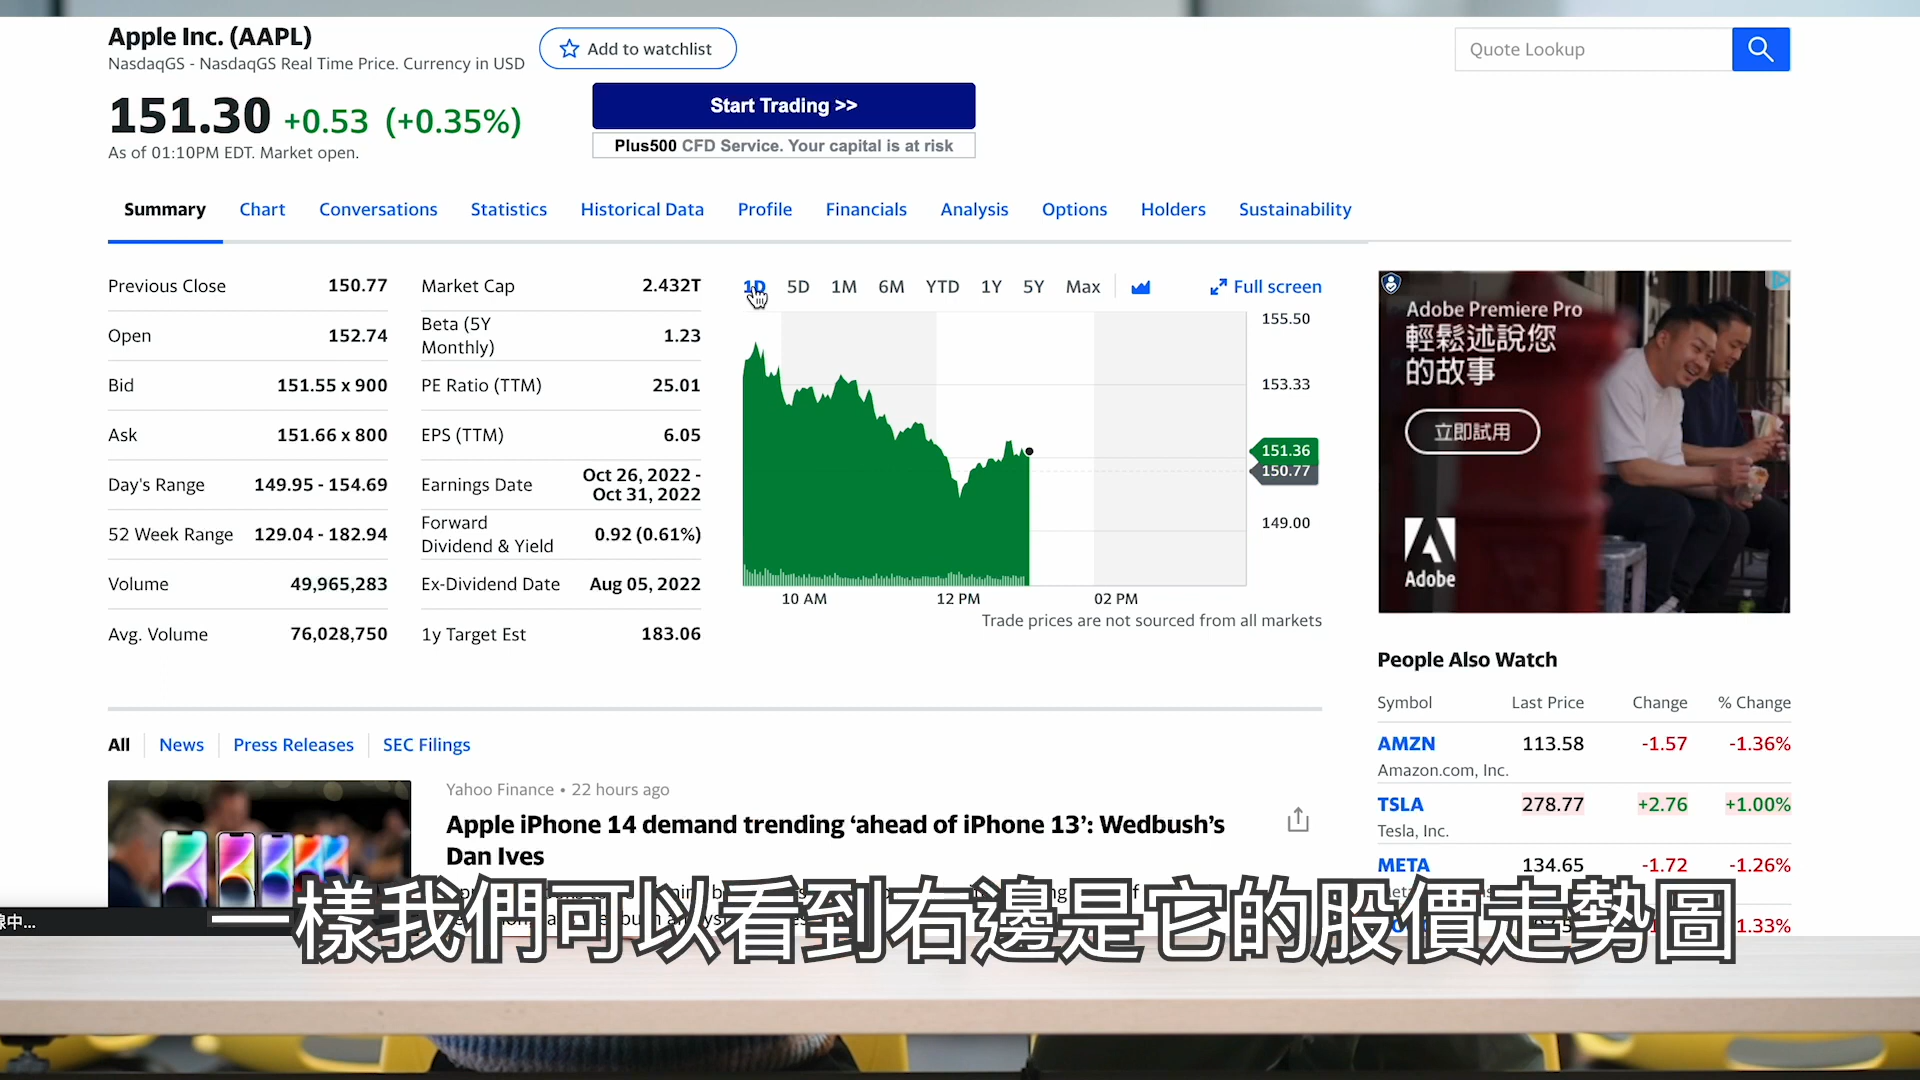 Apple Inc. (AAPL)
Add to watchlist
Quote Lookup
NasdaqGS - NasdaqGS Real Time Price. Currency in USD
151.30 +0.53 (+0.35%)
As of 01:10PM EDT. Market open.
Start Trading >>
Plus500 CFD Service. Your capital is at risk
Summary Chart Conversations Statistics Historical Data Profile Financials Analysis Options Holders Sustainability
Previous Close 150.77
Open 152.74
Bid 151.55 x 900
Ask 151.66 x 800
Day's Range 149.95 - 154.69
52 Week Range 129.04 - 182.94
Volume 49,965,283
Avg. Volume 76,028,750
Market Cap 2.432T
Beta (5Y
Monthly) 1.23
PE Ratio (TTM) 25.01
EPS (TTM) 6.05
Earnings Date Oct 26, 2022 -
Oct 31, 2022
Forward
Dividend & Yield 0.92 (0.61%)
Ex-Dividend Date Aug 05, 2022
1y Target Est 183.06
1D 5D 1M 6M YTD 1Y 5Y Max Full screen
155.50
153.33
151.36
150.77
149.00
10 AM 12 PM 02 PM
Trade prices are not sourced from all markets
Adobe Premiere Pro
輕鬆述說您
的故事
立即試用
Adobe
People Also Watch
Symbol Last Price Change % Change
AMZN 113.58 -1.57 -1.36%
Amazon.com, Inc.
TSLA 278.77 +2.76 +1.00%
Tesla, Inc.
META 134.65 -1.72 -1.26%
1.33%
All News Press Releases SEC Filings
Yahoo Finance • 22 hours ago
Apple iPhone 14 demand trending ‘ahead of iPhone 13’: Wedbush’s
Dan Ives
中...
一樣我們可以看到右邊是它的股價走勢圖